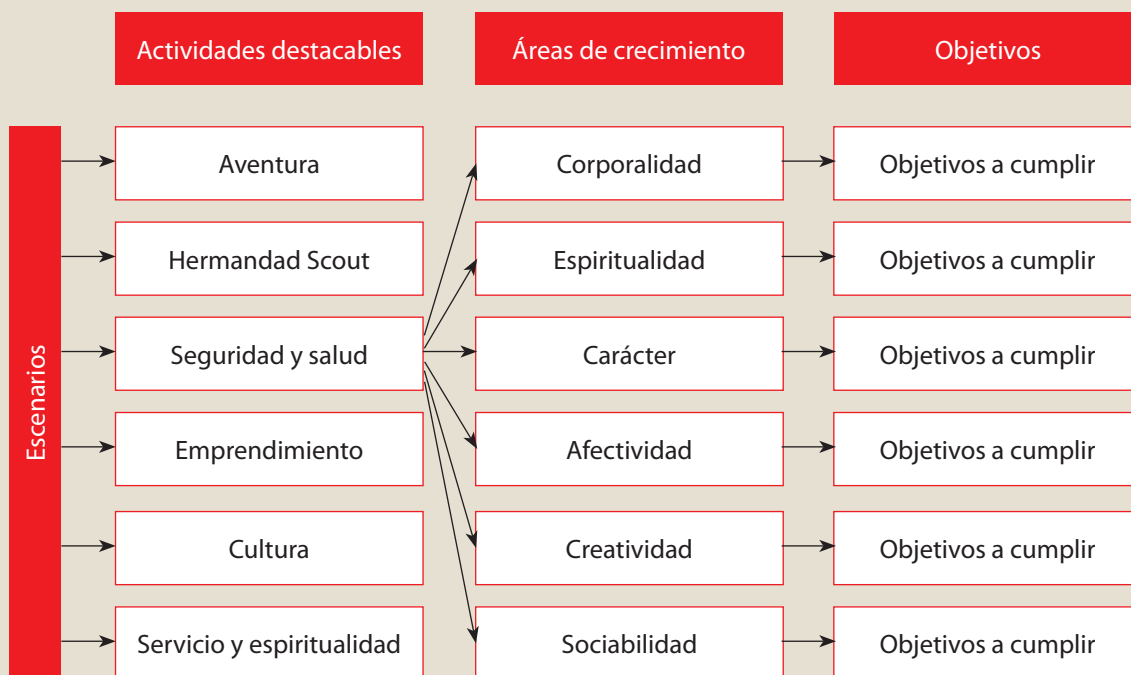 Actividades destacables
Áreas de crecimiento
Objetivos
Escenarios
Aventura
Corporalidad
Objetivos a cumplir
Hermandad Scout
Espiritualidad
Objetivos a cumplir
Seguridad y salud
Carácter
Objetivos a cumplir
Emprendimiento
Afectividad
Objetivos a cumplir
Cultura
Creatividad
Objetivos a cumplir
Servicio y espiritualidad
Sociabilidad
Objetivos a cumplir